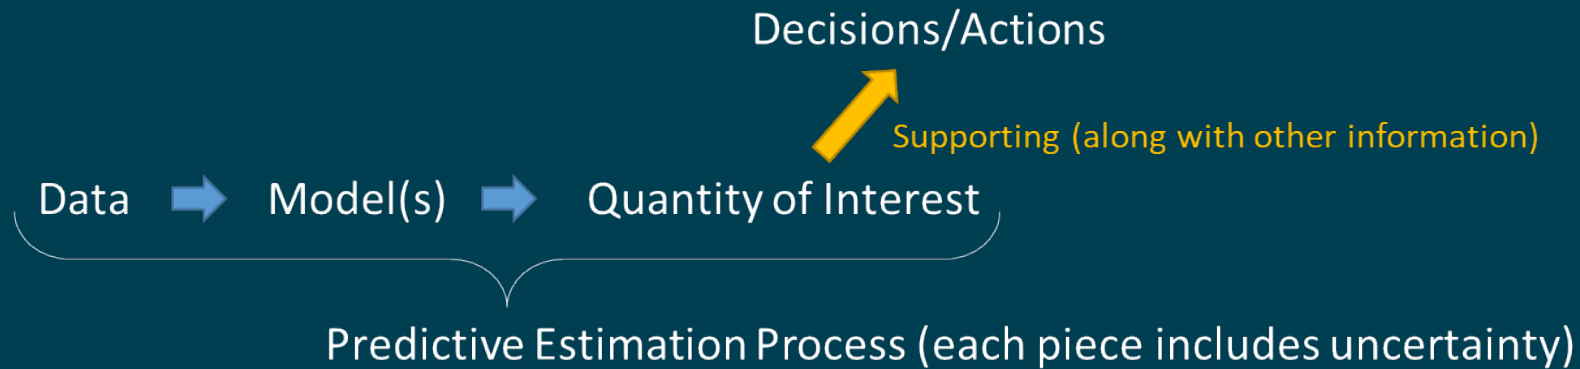 Decisions/Actions
Supporting (along with other information)
Data
Model(s)
Quantity of Interest
Predictive Estimation Process (each piece includes uncertainty)